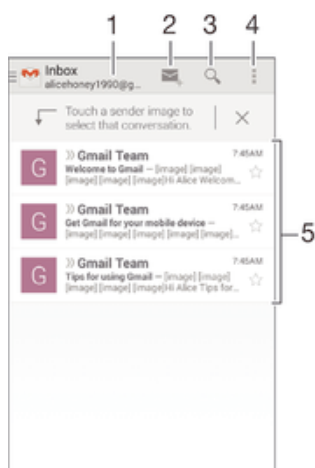 1 2 3 4
Inbox
alicehoney1990@g...
Touch a sender image to
select that conversation.
5
G
Gmail Team 7:45AM
Welcome to Gmail – [image] [image]
[image] [image] [image]Hi Alice Welcom...
G
Gmail Team 7:45AM
Get Gmail for your mobile device –
[image] [image] [image] [image] [image]...
G
Gmail Team 7:45AM
Tips for using Gmail – [image] [image]
[image] [image] [image]Hi Alice Tips for...